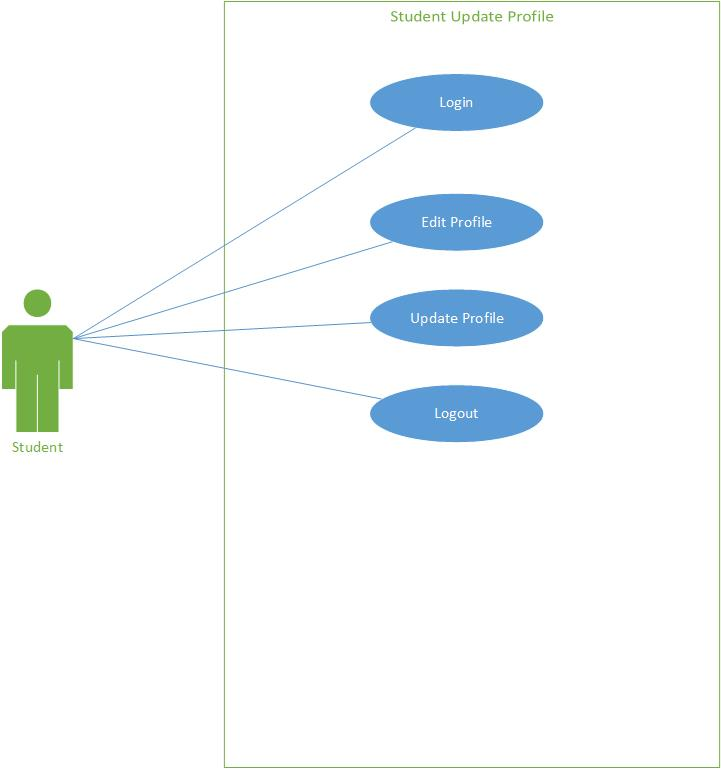 Student Update Profile
Login
Edit Profile
Update Profile
Logout
Student